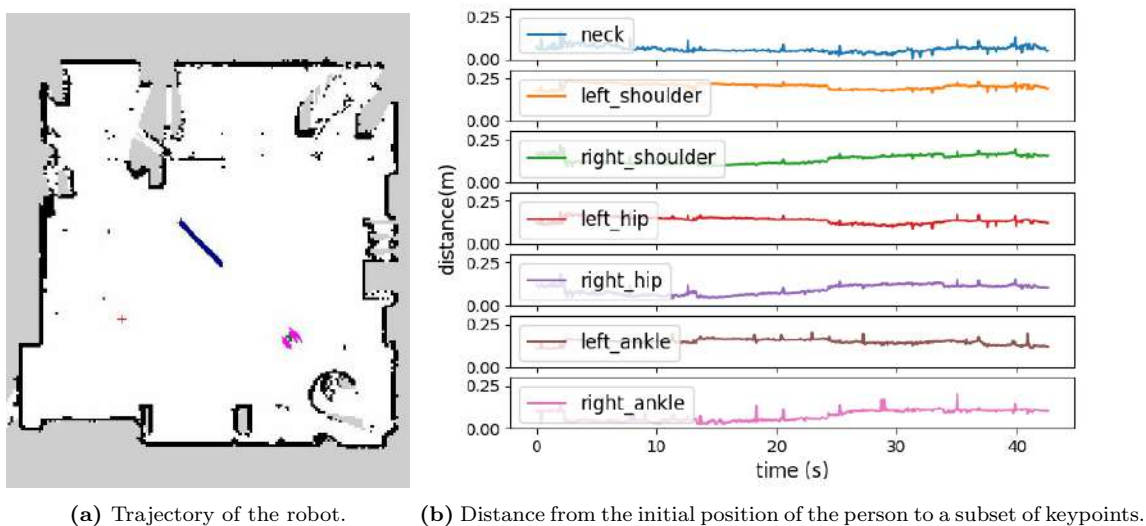 0.25
neck
0.00
0.25
left_shoulder
0.00
0.25
right_shoulder
0.00
0.25
left_hip
0.00
0.25
right_hip
0.00
0.25
left_ankle
0.00
0.25
right_ankle
0.00
distance(m)
0 10 20 30 40
time (s)
(a) Trajectory of the robot.
(b) Distance from the initial position of the person to a subset of keypoints.